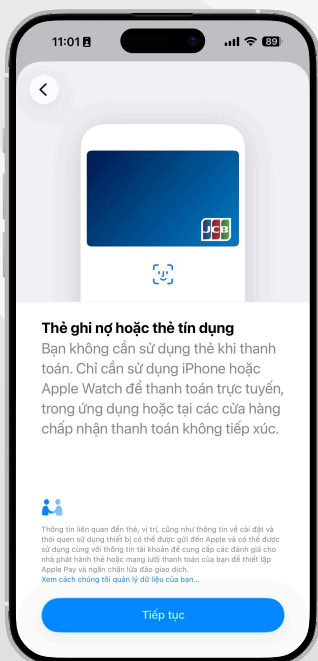 11:01
89
JCB
Thẻ ghi nợ hoặc thẻ tín dụng
Bạn không cần sử dụng thẻ khi thanh
toán. Chỉ cần sử dụng iPhone hoặc
Apple Watch để thanh toán trực tuyến,
trong ứng dụng hoặc tại các cửa hàng
chấp nhận thanh toán không tiếp xúc.
Thông tin liên quan đến thẻ, vị trí, cũng như thông tin về cài đặt và
thói quen sử dụng thiết bị có thể được gửi đến Apple và có thể được
sử dụng cùng với thông tin tài khoản để cung cấp các đánh giá cho
nhà phát hành thẻ hoặc mạng lưới thanh toán của bạn để thiết lập
Apple Pay và ngăn chặn lừa đảo giao dịch.
Xem cách chúng tôi quản lý dữ liệu của bạn...
Tiếp tục